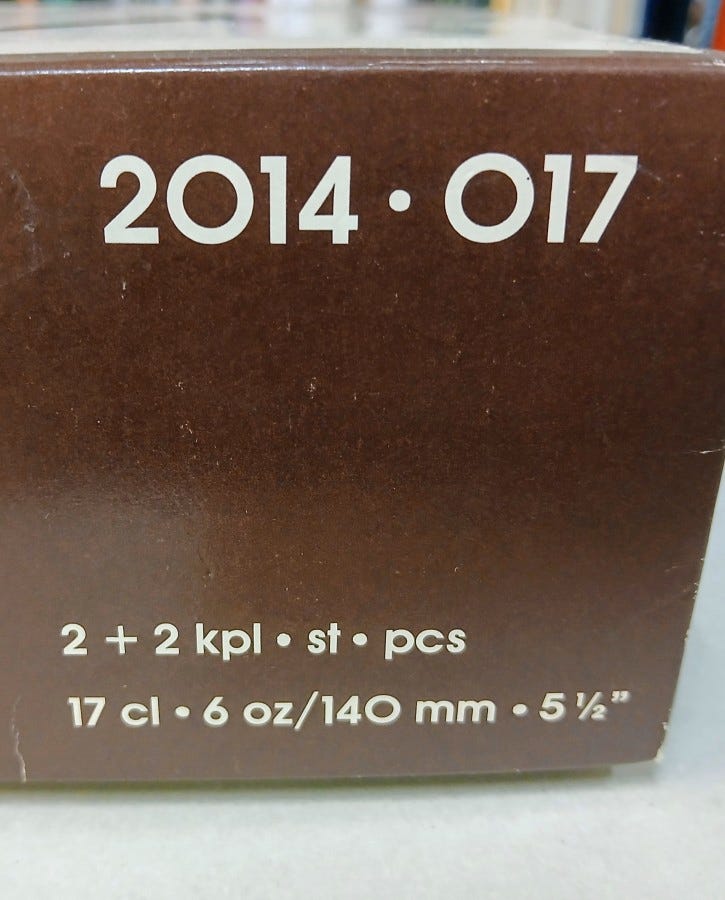 2014 • 017
2 + 2 kpl • st • pcs
17 cl • 6 oz/140 mm • 5 ½”